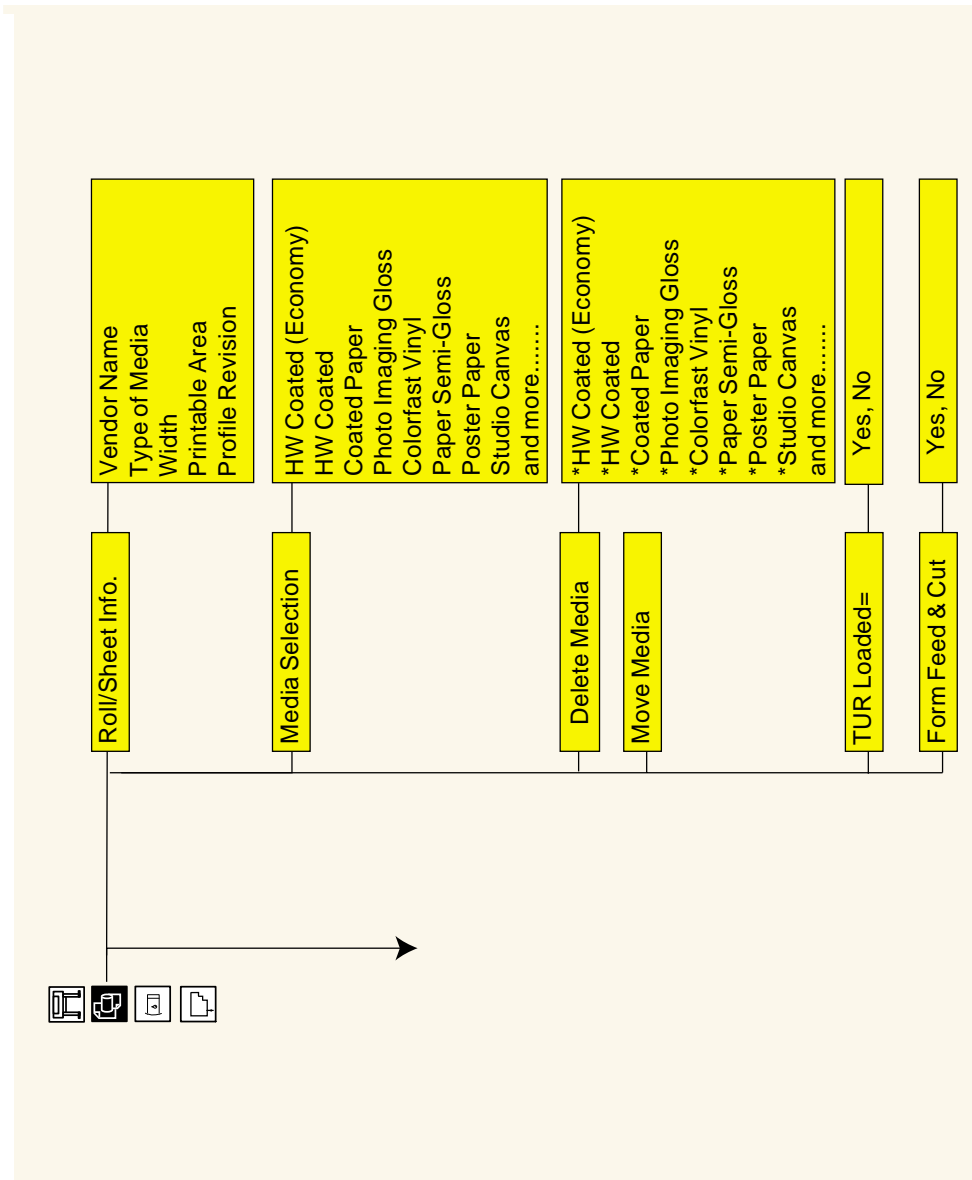 Roll/Sheet Info.
Vendor Name
Type of Media
Width
Printable Area
Profile Revision
Media Selection
HW Coated (Economy)
HW Coated
Coated Paper
Photo Imaging Gloss
Colorfast Vinyl
Paper Semi-Gloss
Poster Paper
Studio Canvas
and more.......
Delete Media
*HW Coated (Economy)
*HW Coated
*Coated Paper
*Photo Imaging Gloss
*Colorfast Vinyl
*Paper Semi-Gloss
*Poster Paper
*Studio Canvas
and more.......
Move Media
TUR Loaded=
Yes, No
Form Feed & Cut
Yes, No